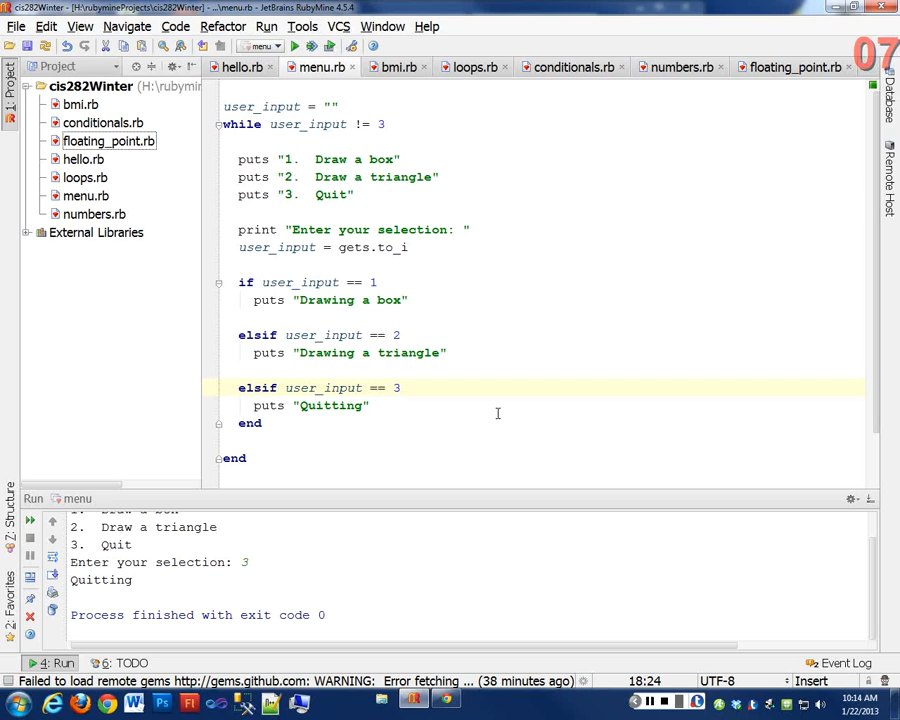 cis282Winter - [H:\rubymineProjects\cis282Winter] - ...\menu.rb - JetBrains RubyMine 4.5.4
File Edit View Navigate Code Refactor Run Tools VCS Window Help
menu
07
1: Project
Project
hello.rb menu.rb bmi.rb loops.rb conditionals.rb numbers.rb floating_point.rb
Database
Remote Host
cis282Winter (H:\rubymi
bmi.rb
conditionals.rb
floating_point.rb
hello.rb
loops.rb
menu.rb
numbers.rb
External Libraries
user_input = ""
while user_input != 3
puts "1.  Draw a box"
puts "2.  Draw a triangle"
puts "3.  Quit"
print "Enter your selection: "
user_input = gets.to_i
if user_input == 1
puts "Drawing a box"
elsif user_input == 2
puts "Drawing a triangle"
elsif user_input == 3
puts "Quitting"
end
end
Z: Structure
2: Favorites
Run menu
2.  Draw a triangle
3.  Quit
Enter your selection: 3
Quitting
Process finished with exit code 0
4: Run 6: TODO Event Log
Failed to load remote gems http://gems.github.com: WARNING:  Error fetching ... (38 minutes ago) 18:24 UTF-8 Insert
10:14 AM
1/22/2013